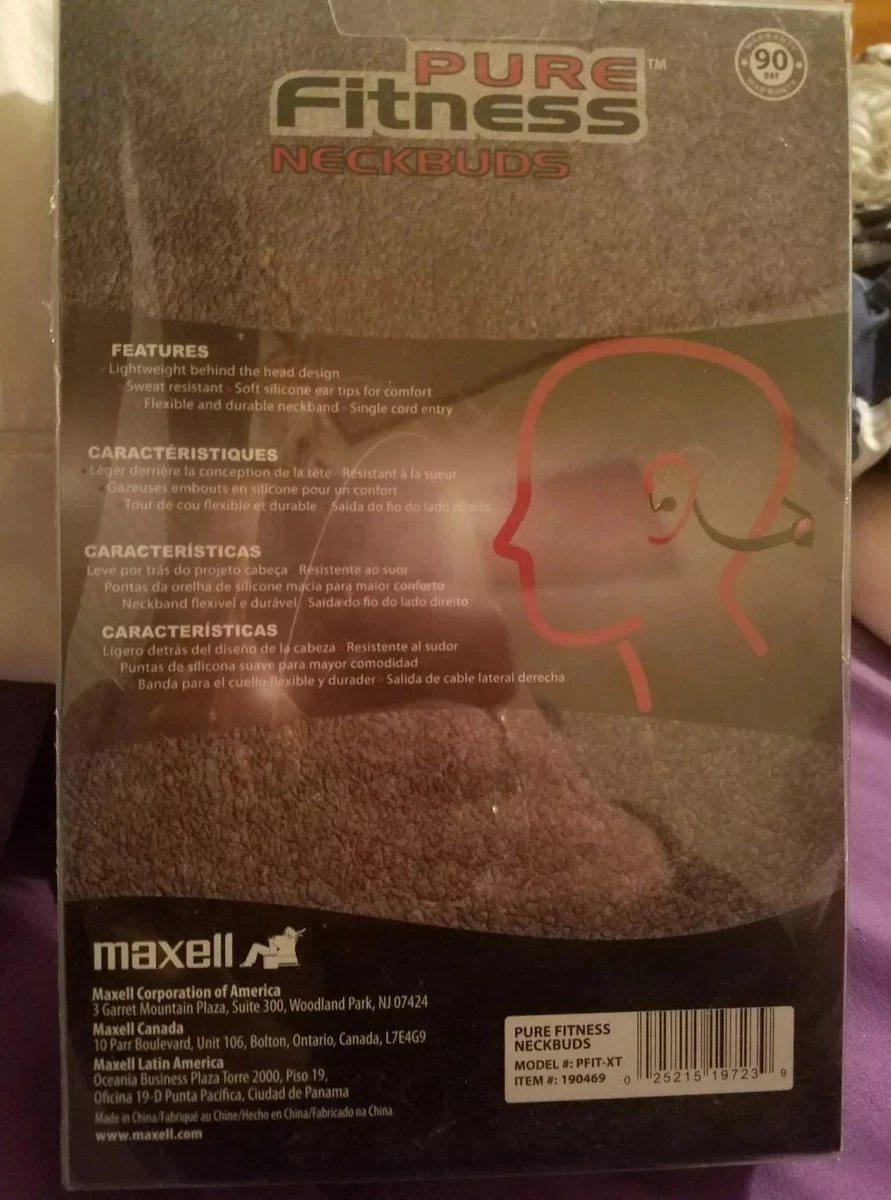 PURE
Fitness™
NECKBUDS
WARRANTY
90
DAY
WARRANTY
FEATURES
· Lightweight behind the head design
· Sweat resistant · Soft silicone ear tips for comfort
· Flexible and durable neckband · Single cord entry
CARACTÉRISTIQUES
· Léger derrière la conception de la tête · Résistant à la sueur
· Gazeuses embouts en silicone pour un confort
· Tour de cou flexible et durable · Saída do fio do lado direito
CARACTERÍSTICAS
Leve por trás do projeto cabeça · Resistente ao suor
· Pontas da orelha de silicone macia para maior conforto
· Neckband flexivel e durável · Saída do fio do lado direito
CARACTERÍSTICAS
Ligero detrás del diseño de la cabeza · Resistente al sudor
· Puntas de silicona suave para mayor comodidad
· Banda para el cuello flexible y durader · Salida de cable lateral derecha
maxell
Maxell Corporation of America
3 Garret Mountain Plaza, Suite 300, Woodland Park, NJ 07424
Maxell Canada
10 Parr Boulevard, Unit 106, Bolton, Ontario, Canada, L7E4G9
Maxell Latin America
Oceania Business Plaza Torre 2000, Piso 19,
Oficina 19-D Punta Pacifica, Ciudad de Panama
Made in China/Fabriqué au Chine/Hecho en China/Fabricado na China
www.maxell.com
PURE FITNESS
NECKBUDS
MODEL #: PFIT-XT
ITEM #: 190469
0 25215 19723 9